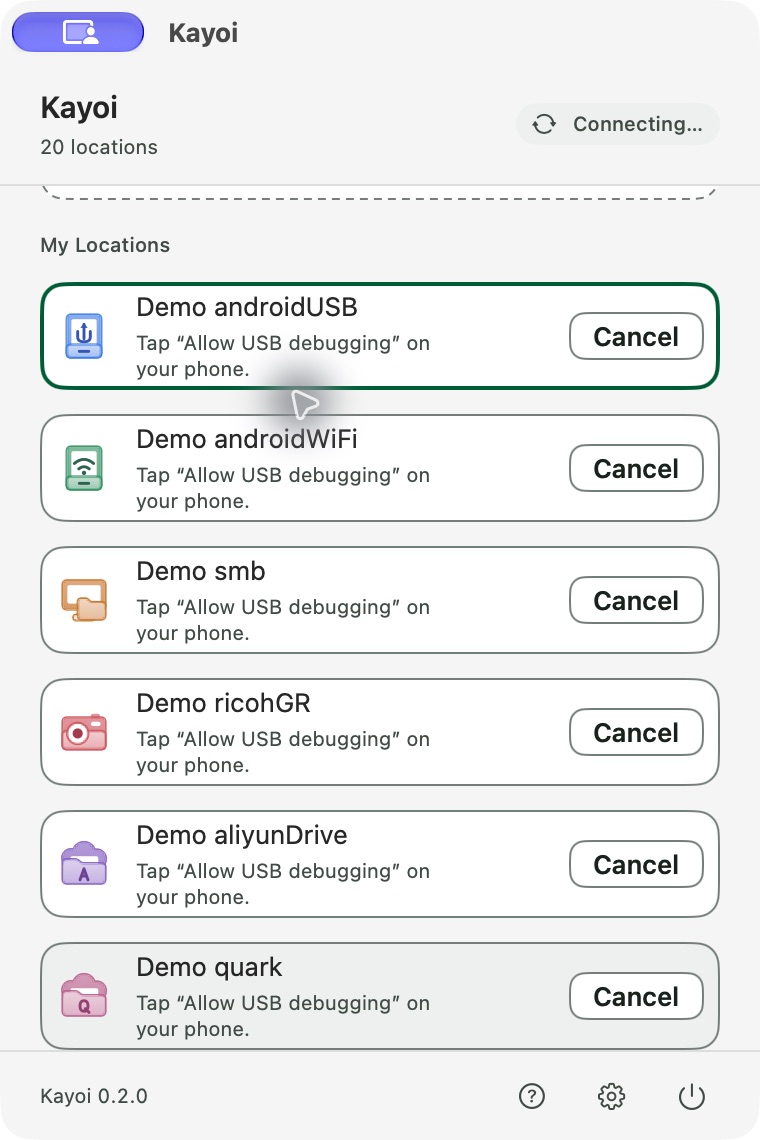 Kayoi
Kayoi
20 locations
Connecting...
My Locations
Demo androidUSB
Tap “Allow USB debugging” on
your phone.
Cancel
Demo androidWiFi
Tap “Allow USB debugging” on
your phone.
Cancel
Demo smb
Tap “Allow USB debugging” on
your phone.
Cancel
Demo ricohGR
Tap “Allow USB debugging” on
your phone.
Cancel
A
Demo aliyunDrive
Tap “Allow USB debugging” on
your phone.
Cancel
Q
Demo quark
Tap “Allow USB debugging” on
your phone.
Cancel
Kayoi 0.2.0
?